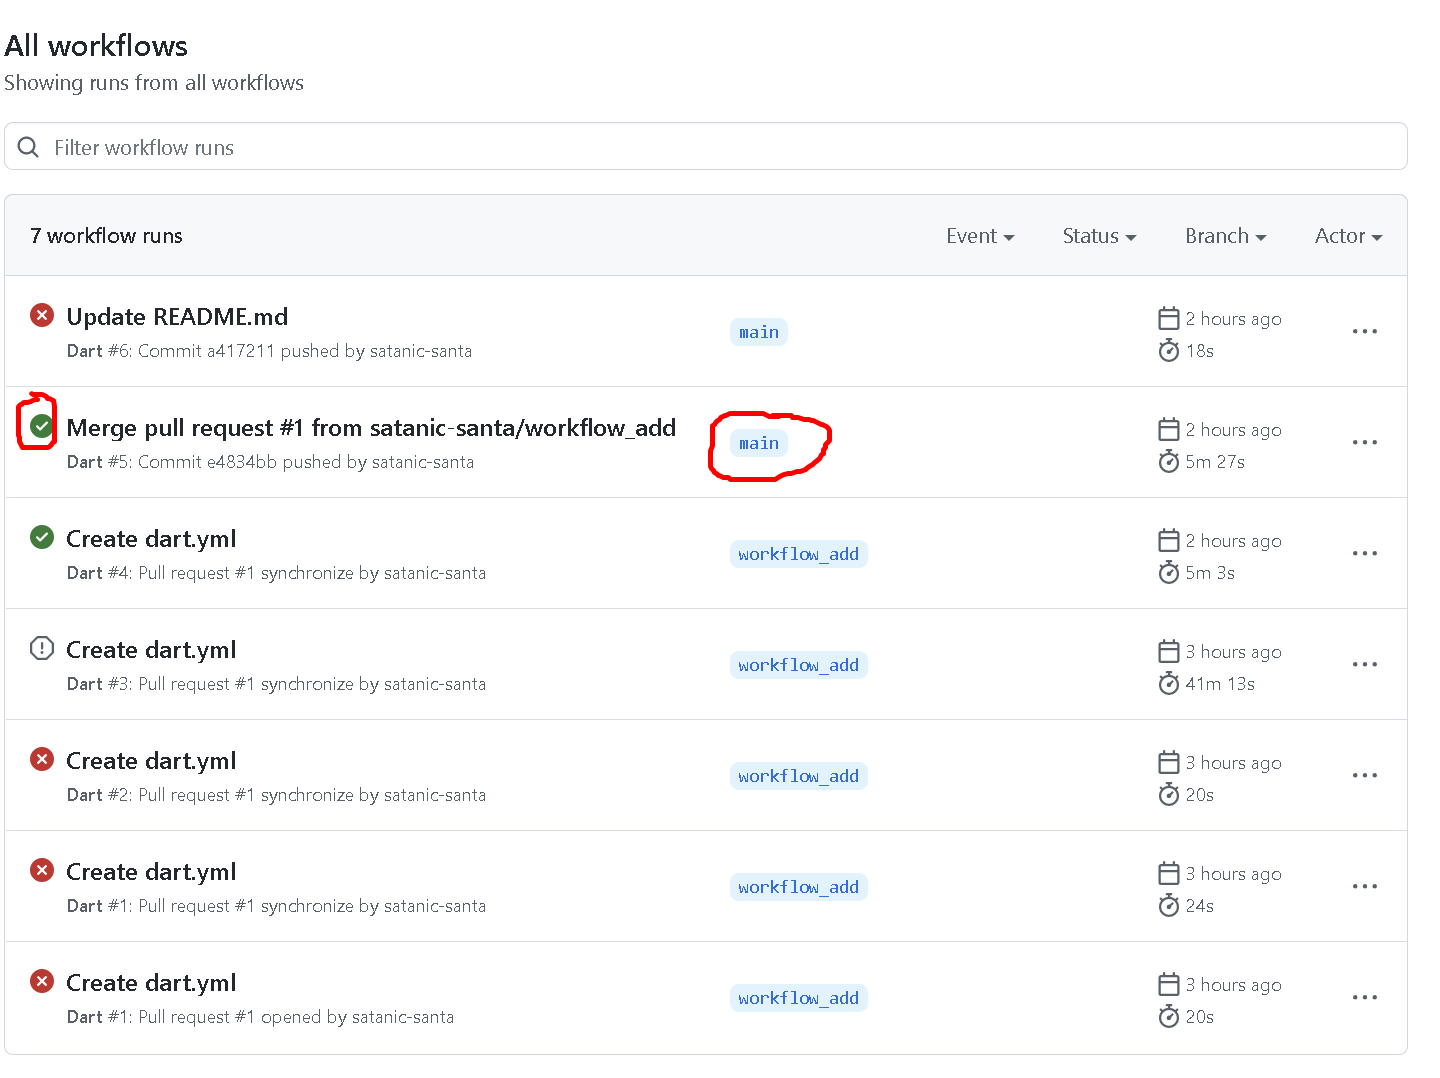 All workflows
Showing runs from all workflows
Filter workflow runs
7 workflow runs Event Status Branch Actor
Update README.md
Dart #6: Commit a417211 pushed by satanic-santa
main
2 hours ago
18s
Merge pull request #1 from satanic-santa/workflow_add
Dart #5: Commit e4834bb pushed by satanic-santa
main
2 hours ago
5m 27s
Create dart.yml
Dart #4: Pull request #1 synchronize by satanic-santa
workflow_add
2 hours ago
5m 3s
Create dart.yml
Dart #3: Pull request #1 synchronize by satanic-santa
workflow_add
3 hours ago
41m 13s
Create dart.yml
Dart #2: Pull request #1 synchronize by satanic-santa
workflow_add
3 hours ago
20s
Create dart.yml
Dart #1: Pull request #1 synchronize by satanic-santa
workflow_add
3 hours ago
24s
Create dart.yml
Dart #1: Pull request #1 opened by satanic-santa
workflow_add
3 hours ago
20s